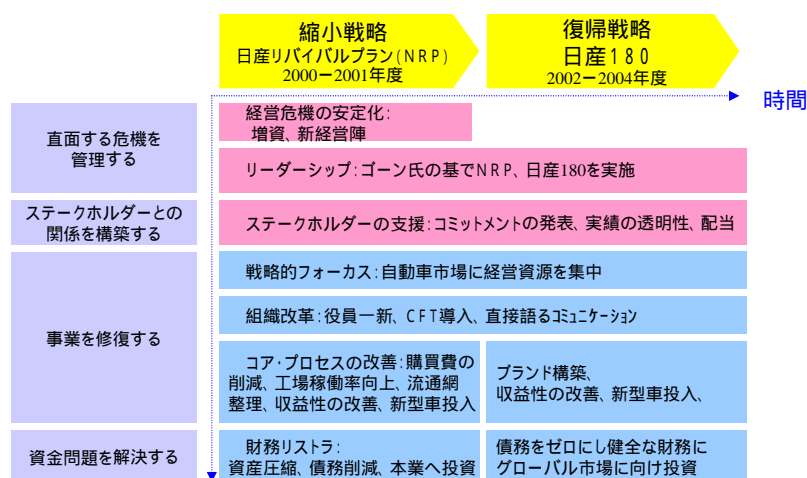 縮小戦略
日産リバイバルプラン(NRP)
2000ー2001年度
復帰戦略
日産180
2002ー2004年度
時間
直面する危機を
管理する
経営危機の安定化:
増資、新経営陣
リーダーシップ:ゴーン氏の基でNRP、日産180を実施
ステークホルダーとの
関係を構築する
ステークホルダーの支援:コミットメントの発表、実績の透明性、配当
事業を修復する
戦略的フォーカス:自動車市場に経営資源を集中
組織改革:役員一新、CFT導入、直接語るコミュニケーション
コア・プロセスの改善:購買費の
削減、工場稼働率向上、流通網
整理、収益性の改善、新型車投入
ブランド構築、
収益性の改善、新型車投入、
資金問題を解決する
財務リストラ:
資産圧縮、債務削減、本業へ投資
債務をゼロにし健全な財務に
グローバル市場に向け投資